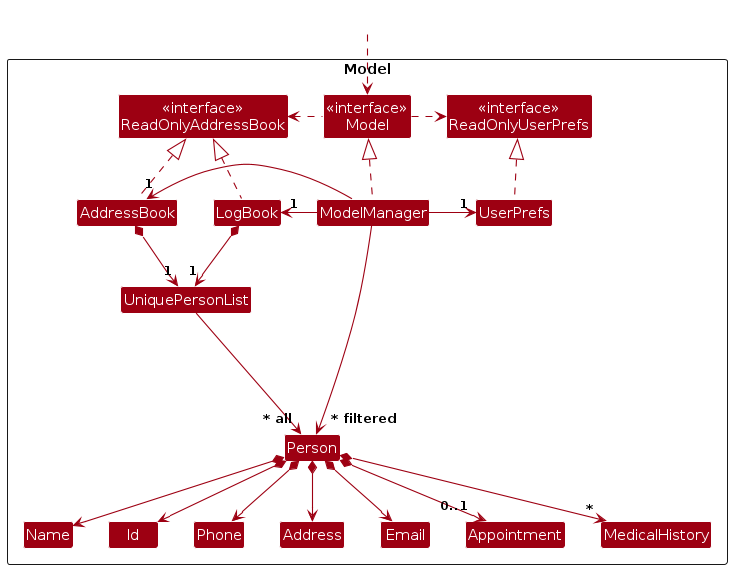 Model
«interface»
ReadOnlyAddressBook
«interface»
Model
«interface»
ReadOnlyUserPrefs
1
AddressBook
LogBook
1
ModelManager
1
UserPrefs
1
1
UniquePersonList
* all
* filtered
Person
0..1
*
Name
Id
Phone
Address
Email
Appointment
MedicalHistory